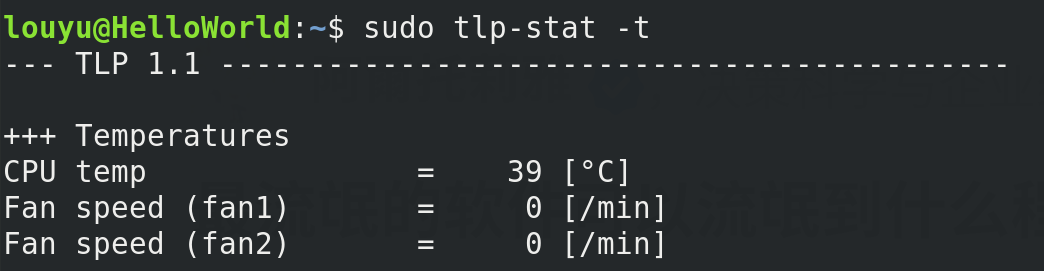 louyu@HelloWorld:~$ sudo tlp-stat -t
--- TLP 1.1 --------------------------------------------
+++ Temperatures
CPU temp = 39 [°C]
Fan speed (fan1) = 0 [/min]
Fan speed (fan2) = 0 [/min]